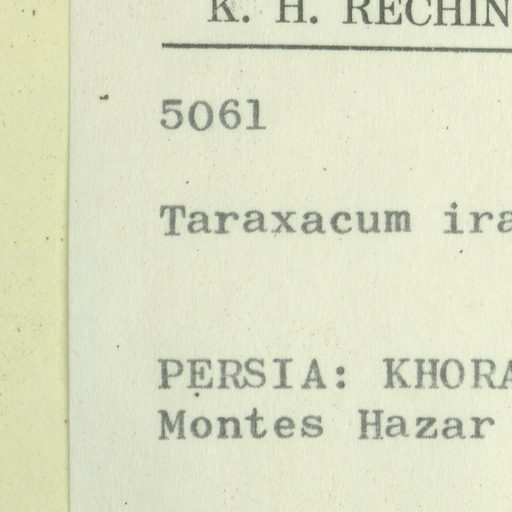 K. H. RECHIN
5061
Taraxacum ira
PERSIA: KHORA
Montes Hazar